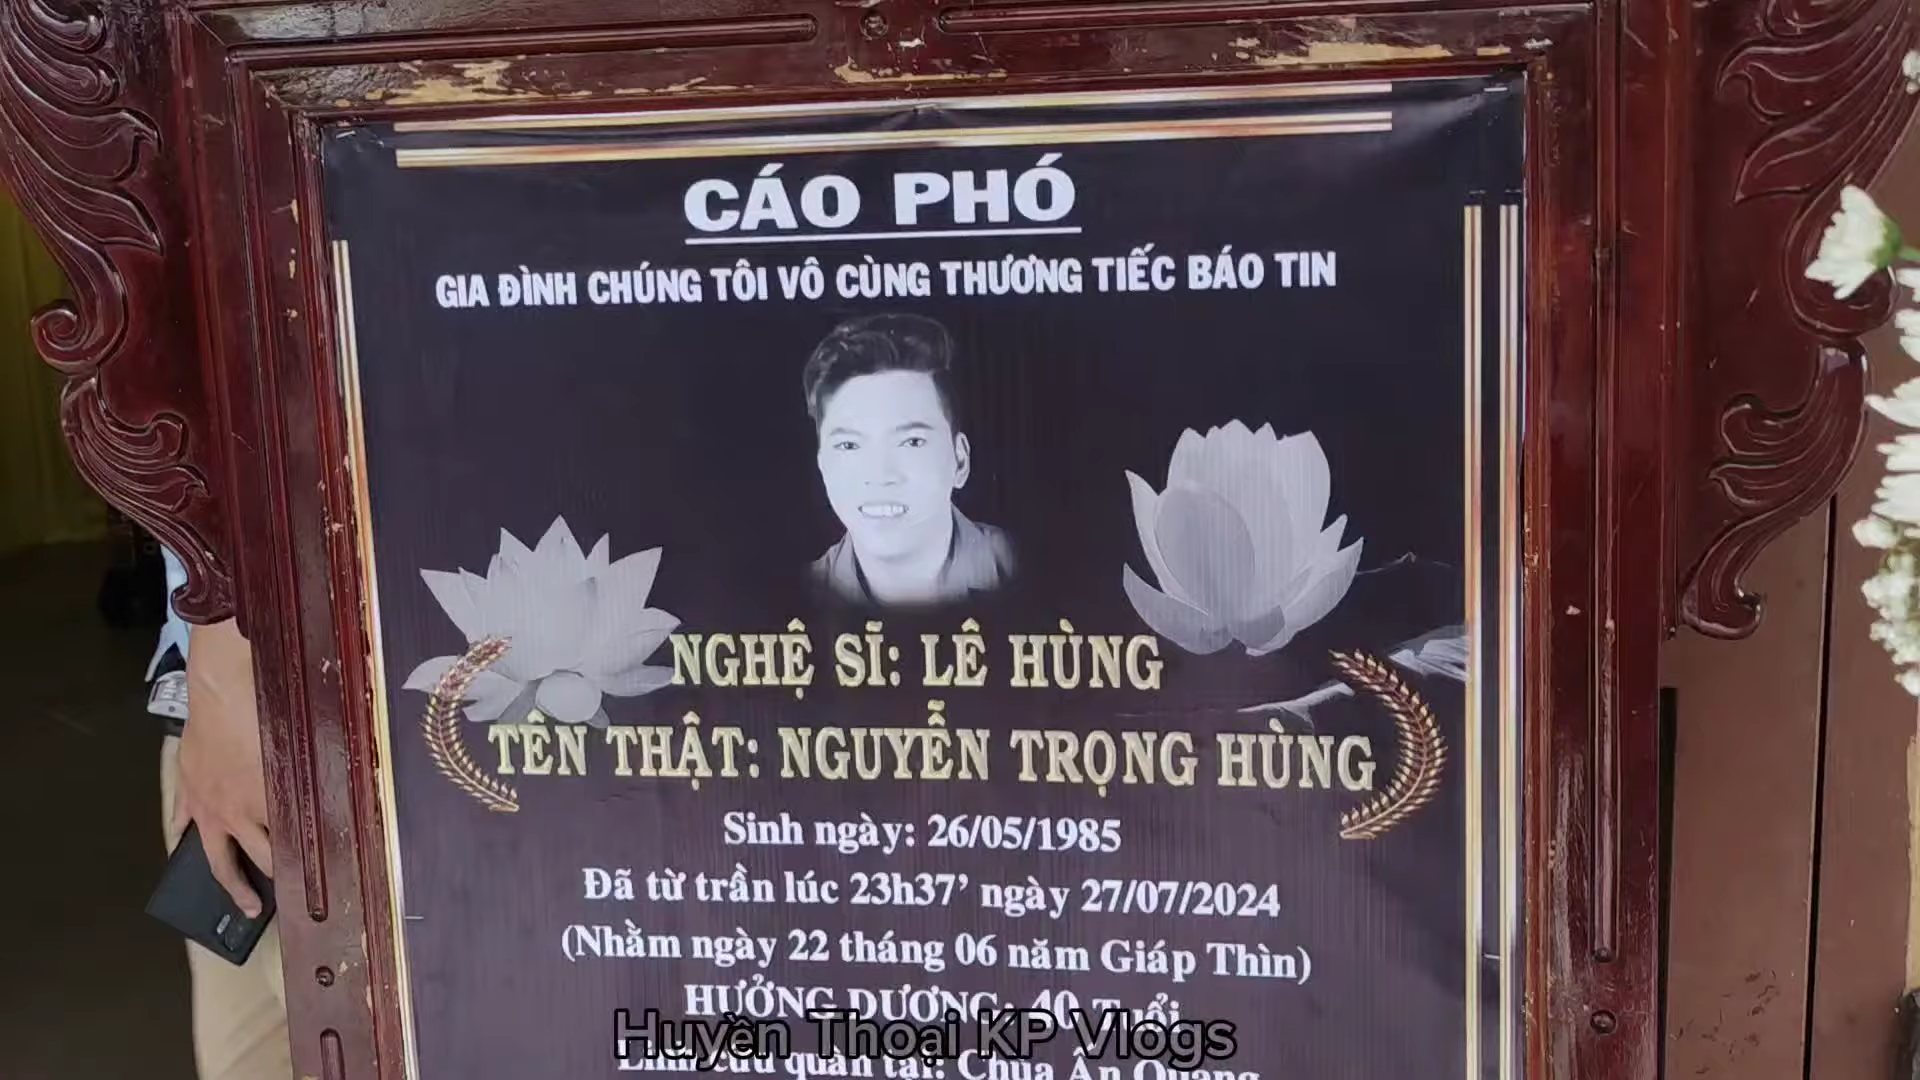 CÁO PHÓ
GIA ĐÌNH CHÚNG TÔI VÔ CÙNG THƯƠNG TIẾC BÁO TIN
NGHỆ SĨ: LÊ HÙNG
TÊN THẬT: NGUYỄN TRỌNG HÙNG
Sinh ngày: 26/05/1985
Đã từ trần lúc 23h37’ ngày 27/07/2024
(Nhằm ngày 22 tháng 06 năm Giáp Thìn)
HƯỞNG DƯƠNG: 40 Tuổi
Huyền Thoại KP Vlogs
Linh cữu quàn tại: Chùa Ấn Quang